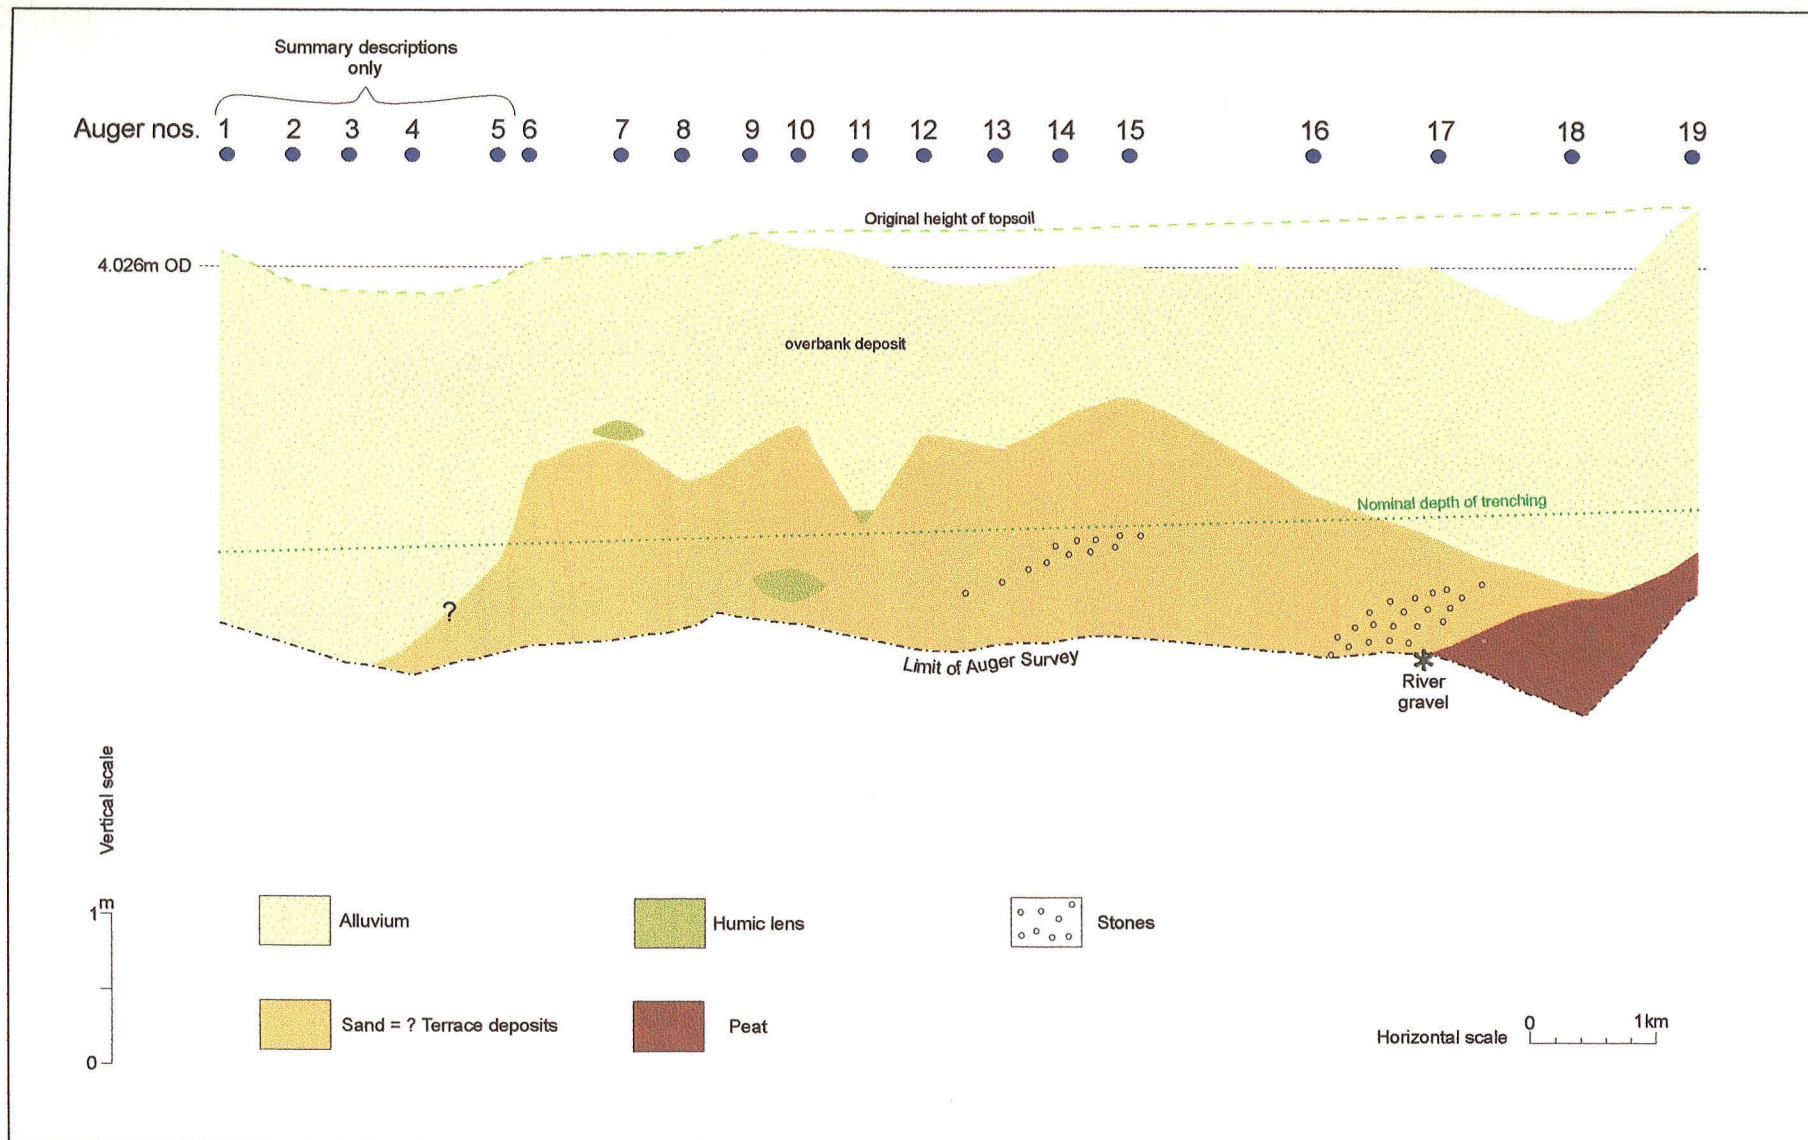 Summary descriptions
only
Auger nos. 1 2 3 4 5 6 7 8 9 10 11 12 13 14 15 16 17 18 19
Original height of topsoil
4.026m OD
overbank deposit
Nominal depth of trenching
?
Limit of Auger Survey
River
gravel
Vertical scale
1m
0
Alluvium
Humic lens
Stones
Sand = ? Terrace deposits
Peat
Horizontal scale
0 1km